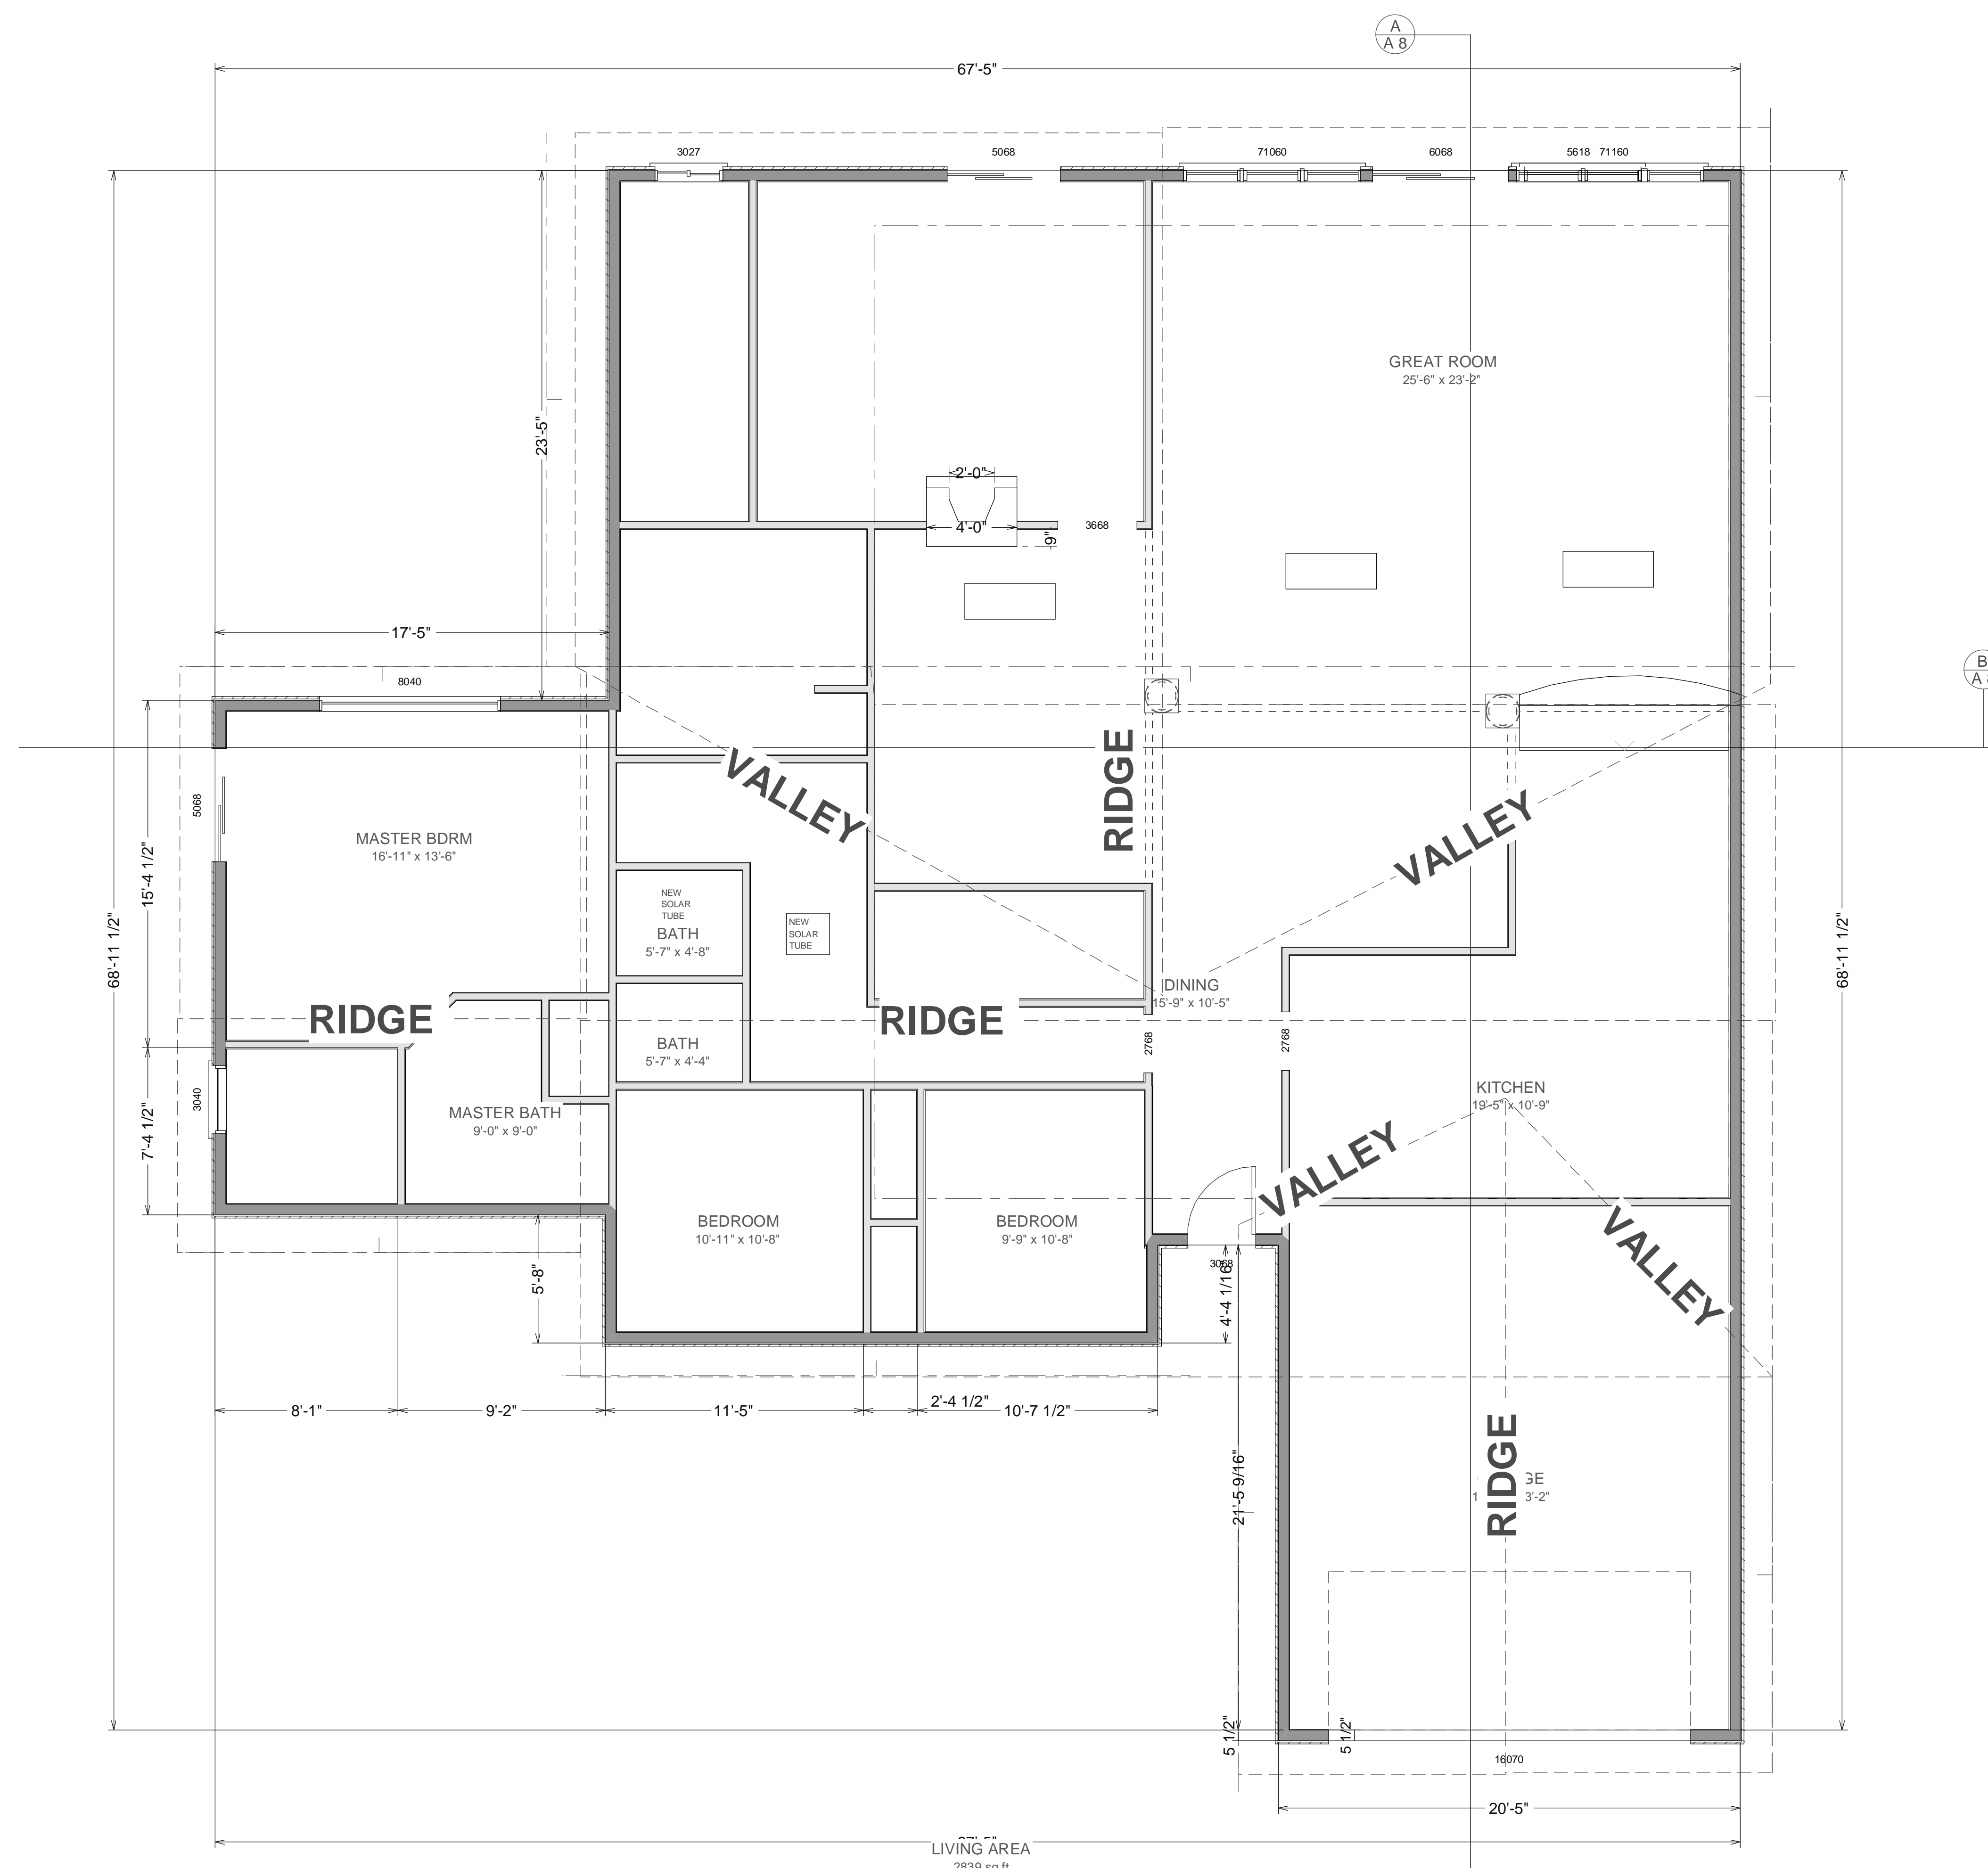 A
A 8
67'-5"
3027
5068
71060
6068
5618
71160
23'-5"
GREAT ROOM
25'-6" x 23'-2"
2'-0"
4'-0"
9"
3668
17'-5"
8040
B
A
RIDGE
VALLEY
VALLEY
5068
MASTER BDRM
16'-11" x 13'-6"
15'-4 1/2"
68'-11 1/2"
68'-11 1/2"
NEW
SOLAR
TUBE
BATH
5'-7" x 4'-8"
NEW
SOLAR
TUBE
DINING
15'-9" x 10'-5"
RIDGE
RIDGE
BATH
5'-7" x 4'-4"
2768
2768
3040
7'-4 1/2"
MASTER BATH
9'-0" x 9'-0"
KITCHEN
19'-5" x 10'-9"
VALLEY
VALLEY
BEDROOM
10'-11" x 10'-8"
BEDROOM
9'-9" x 10'-8"
3068
5'-8"
4'-4 1/16"
8'-1"
9'-2"
11'-5"
2'-4 1/2"
10'-7 1/2"
21'-5 9/16"
RIDGE
5 1/2"
5 1/2"
16070
20'-5"
LIVING AREA
2839 sq ft